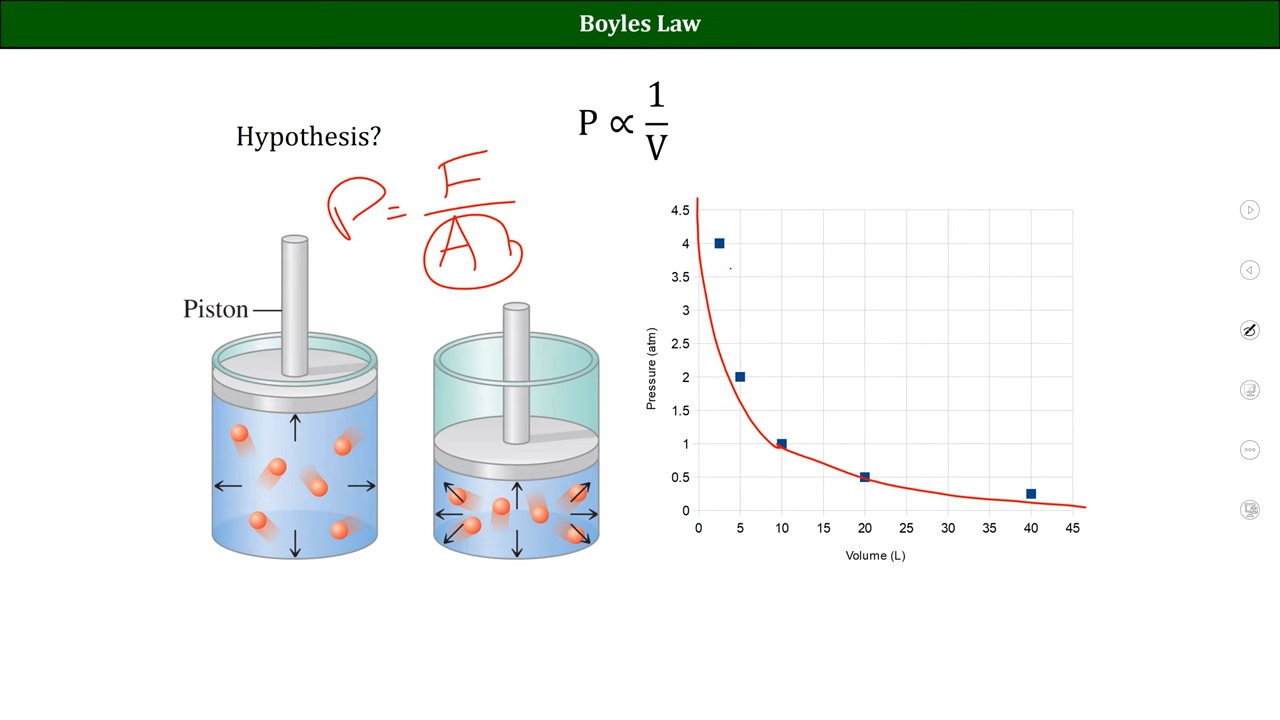 Boyles Law
P ∝ 1/V
Hypothesis?
P = F/A
Piston
4.5
4
3.5
3
2.5
2
1.5
1
0.5
0
Pressure (atm)
0 5 10 15 20 25 30 35 40 45
Volume (L)